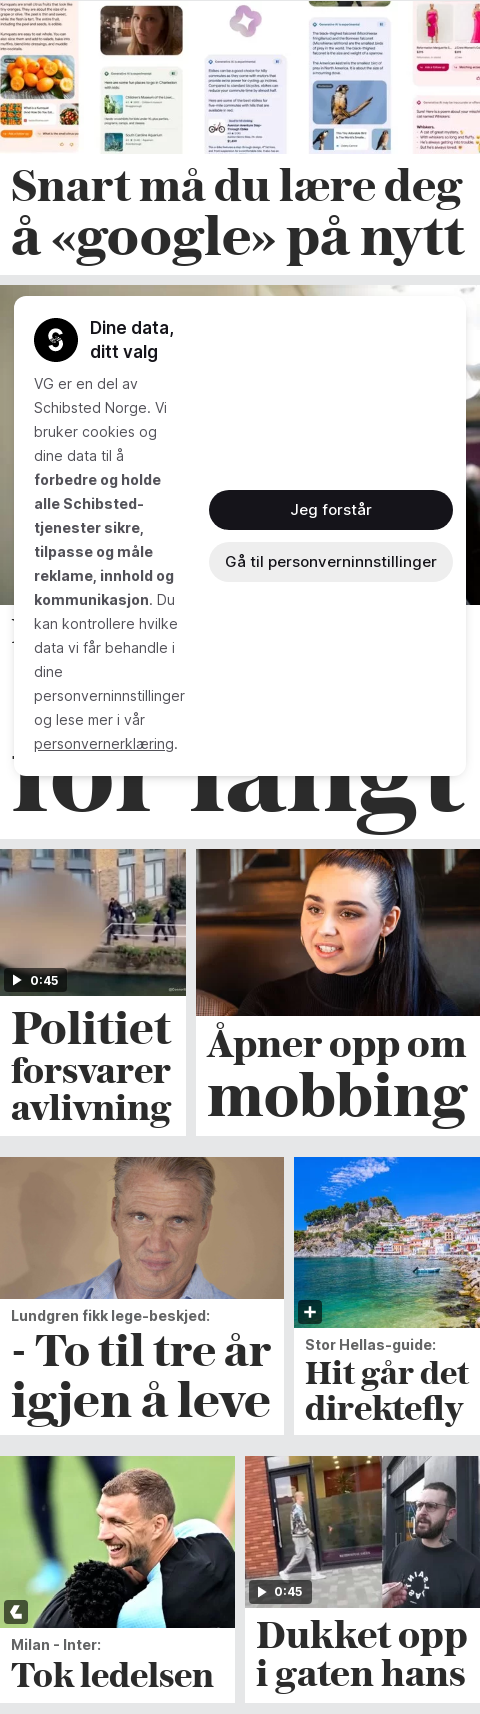 Snart må du lære deg
å «google» på nytt
Dine data,
ditt valg
VG er en del av
Schibsted Norge. Vi
bruker cookies og
dine data til å
forbedre og holde
alle Schibsted-
tjenester sikre,
tilpasse og måle
reklame, innhold og
kommunikasjon. Du
kan kontrollere hvilke
data vi får behandle i
dine
personverninnstillinger
og lese mer i vår
personvernerklæring.
Jeg forstår
Gå til personverninnstillinger
for langt
0:45
Politiet
forsvarer
avlivning
Åpner opp om
mobbing
Lundgren fikk lege-beskjed:
- To til tre år
igjen å leve
Stor Hellas-guide:
Hit går det
direktefly
Milan - Inter:
Tok ledelsen
0:45
Dukket opp
i gaten hans